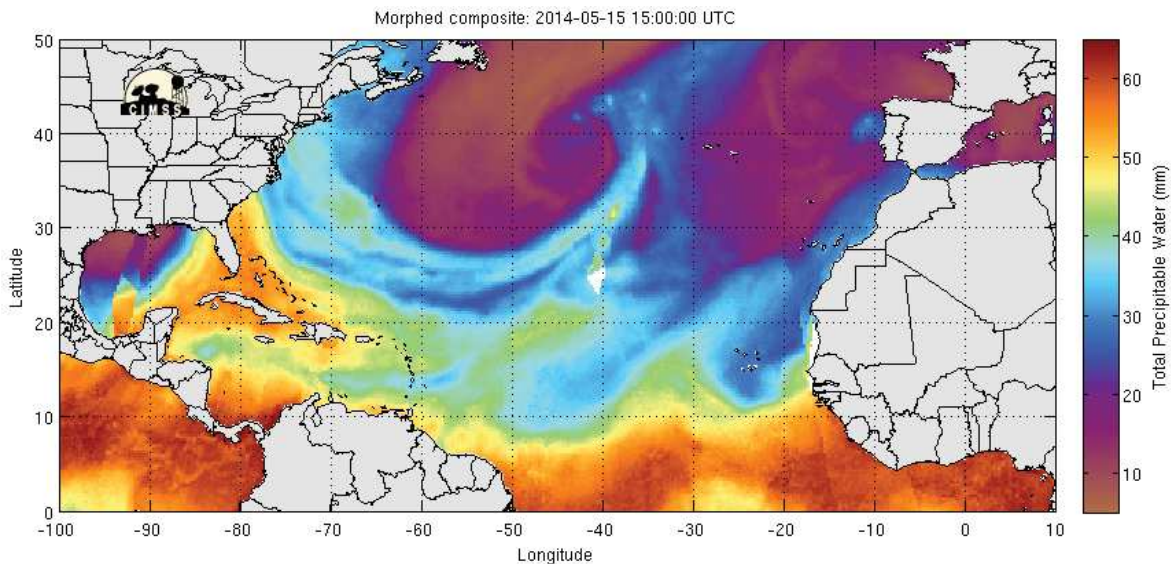 Morphed composite: 2014-05-15 15:00:00 UTC
CIMSS
50
40
30
20
10
0
Latitude
-100 -90 -80 -70 -60 -50 -40 -30 -20 -10 0 10
Longitude
60
50
40
30
20
10
Total Precipitable Water (mm)